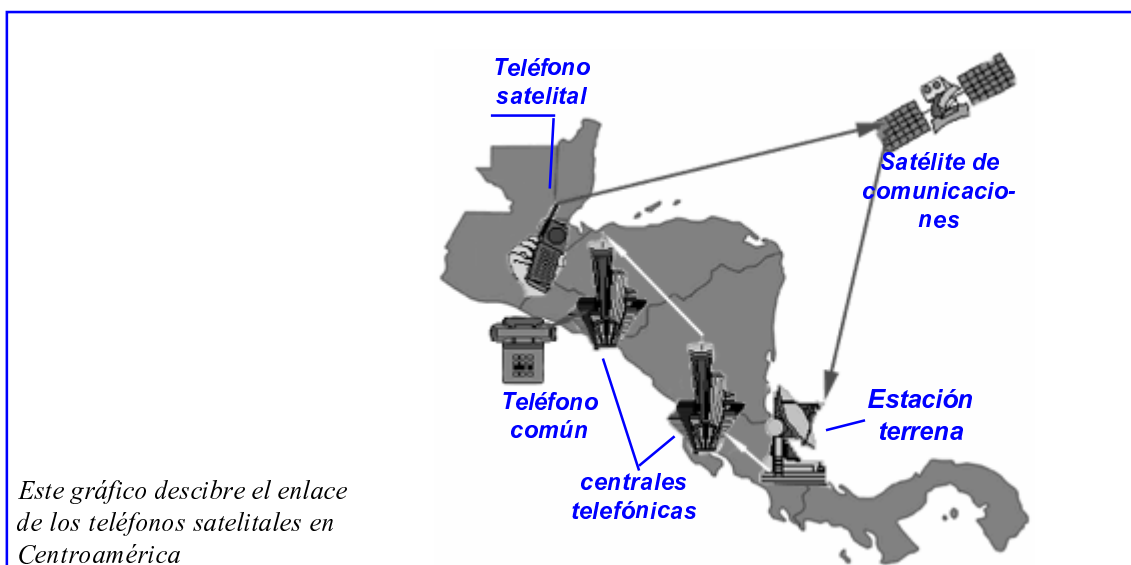 Teléfono
satelital
Satélite de
comunicacio-
nes
Teléfono
común
Estación
terrena
centrales
telefónicas
Este gráfico descibre el enlace
de los teléfonos satelitales en
Centroamérica